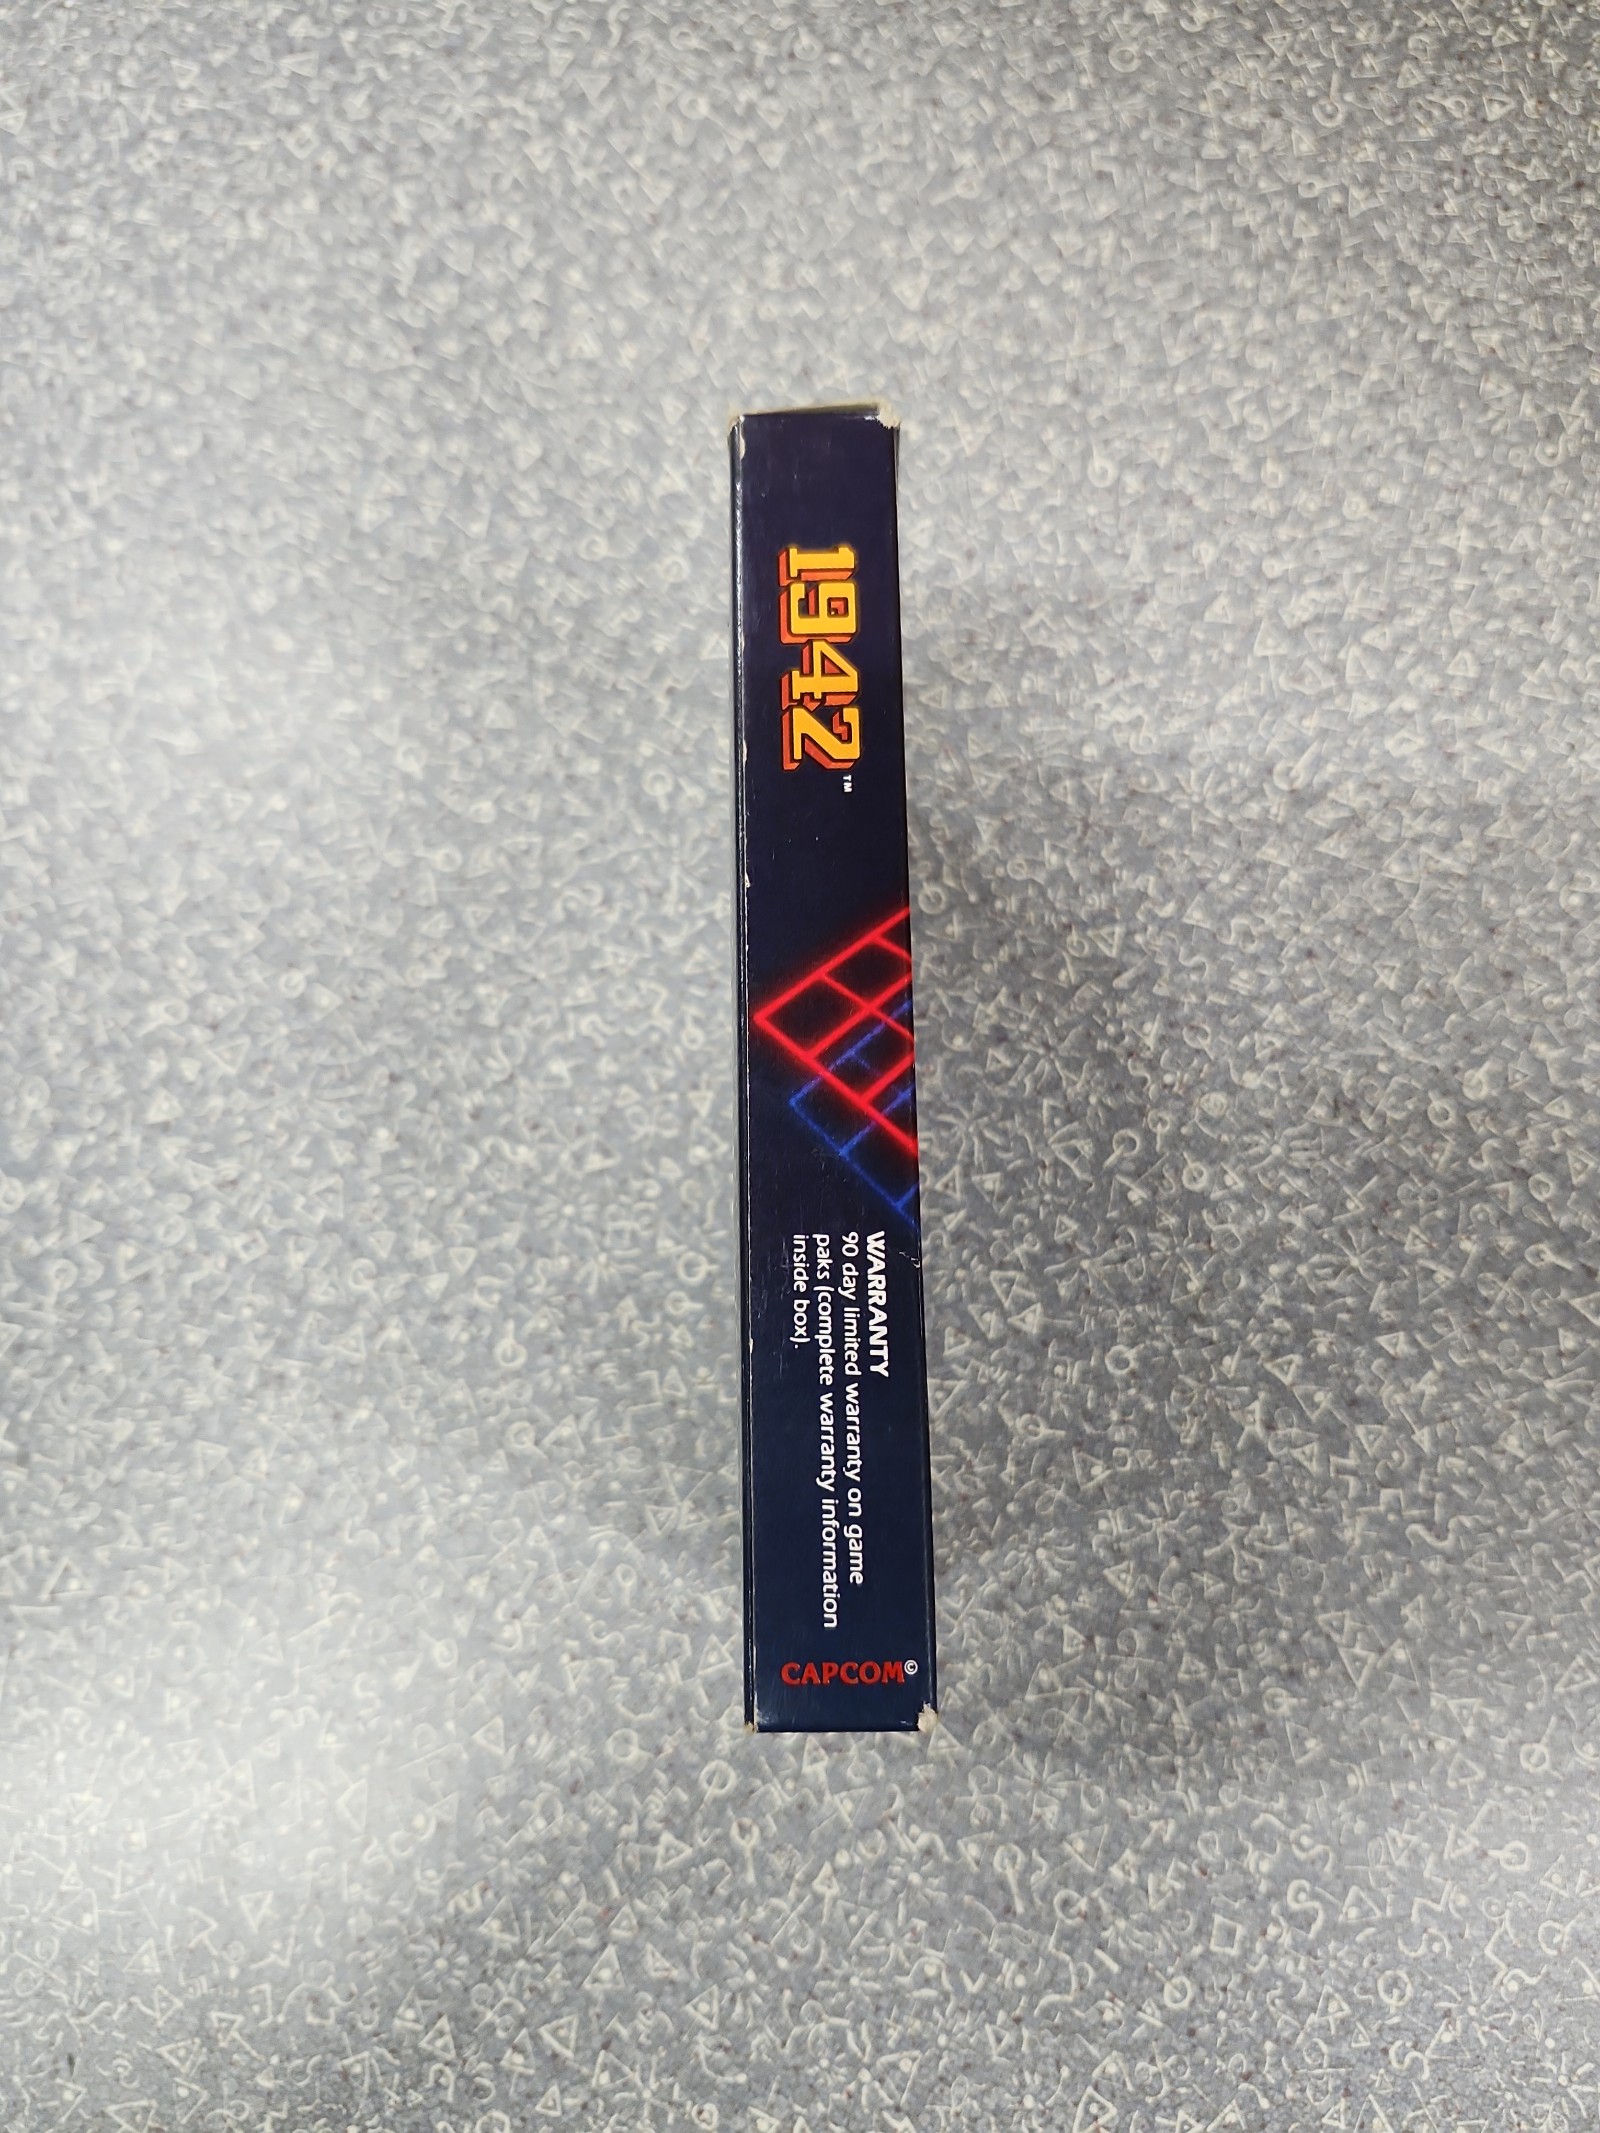 1942™
WARRANTY
90 day limited warranty on game
paks (complete warranty information
inside box).
CAPCOM©